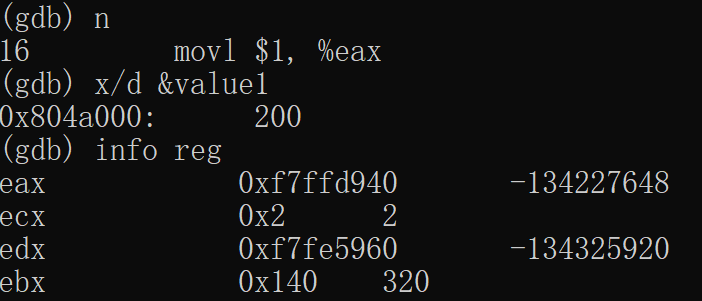 (gdb) n
16 movl $1, %eax
(gdb) x/d &value1
0x804a000: 200
(gdb) info reg
eax 0xf7ffd940 -134227648
ecx 0x2 2
edx 0xf7fe5960 -134325920
ebx 0x140 320